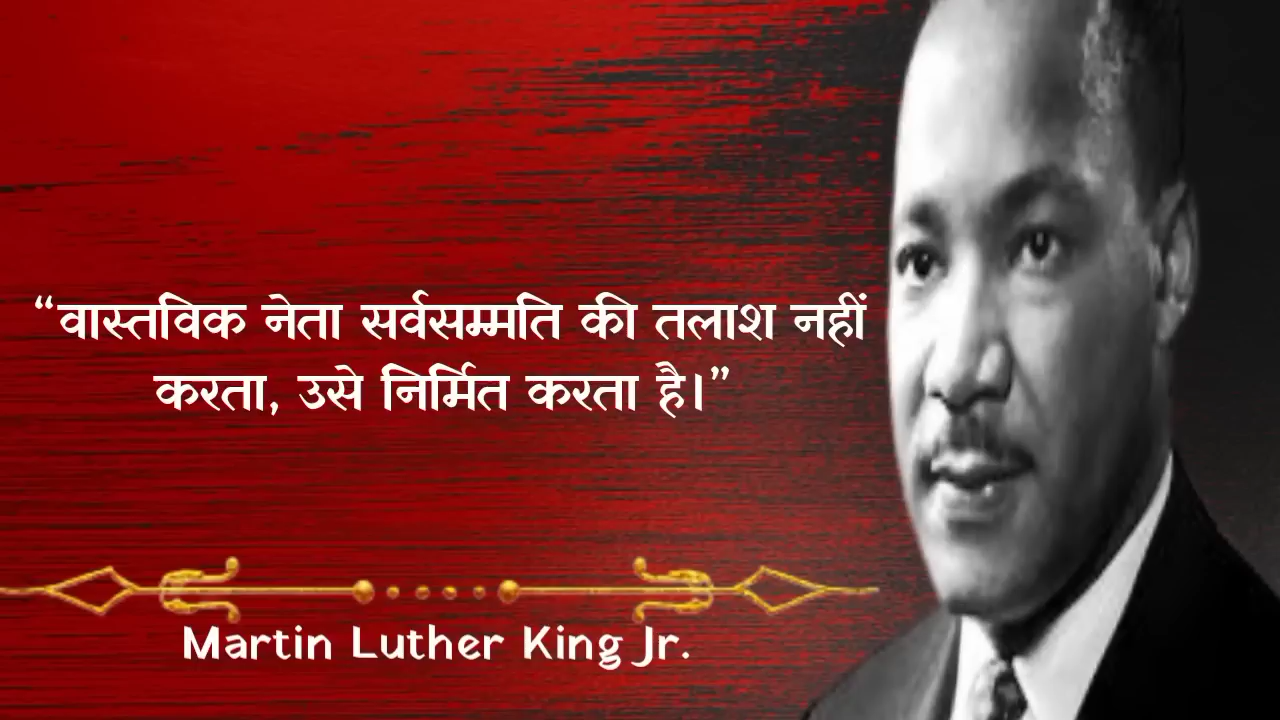 “वास्तविक नेता सर्वसम्मति की तलाश नहीं
करता, उसे निर्मित करता है।”
Martin Luther King Jr.